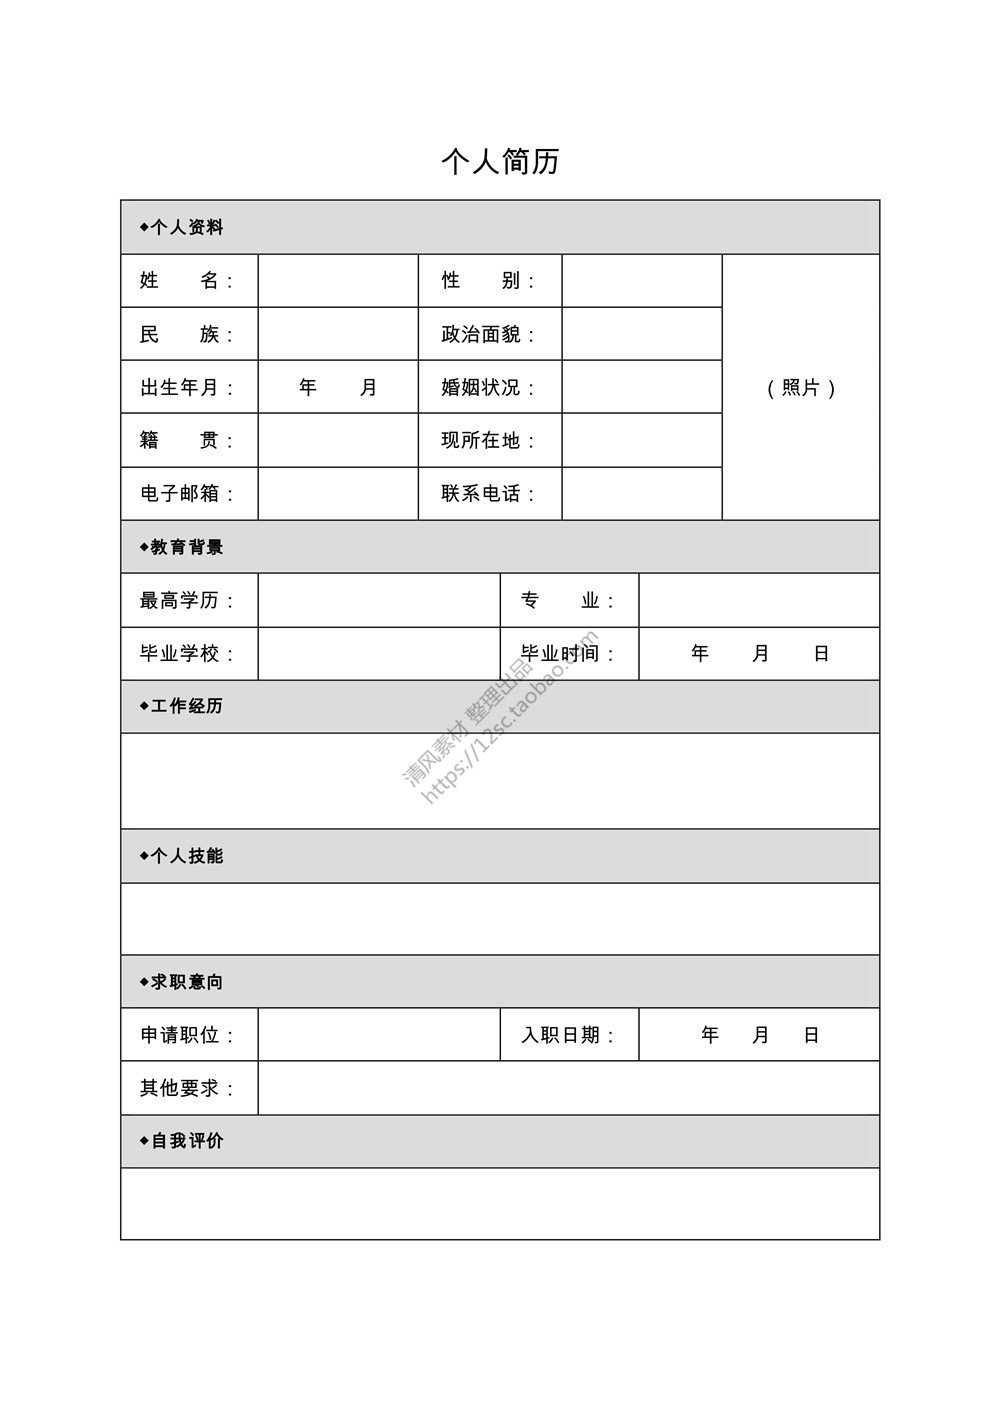 个人简历
◆个人资料
姓 名： 性 别：
民 族： 政治面貌：
出生年月： 年 月 婚姻状况： （照片）
籍 贯： 现所在地：
电子邮箱： 联系电话：
◆教育背景
最高学历： 专 业：
毕业学校： 毕业时间： 年 月 日
◆工作经历
清风素材 整理出品
https://12sc.taobao.com
◆个人技能
◆求职意向
申请职位： 入职日期： 年 月 日
其他要求：
◆自我评价